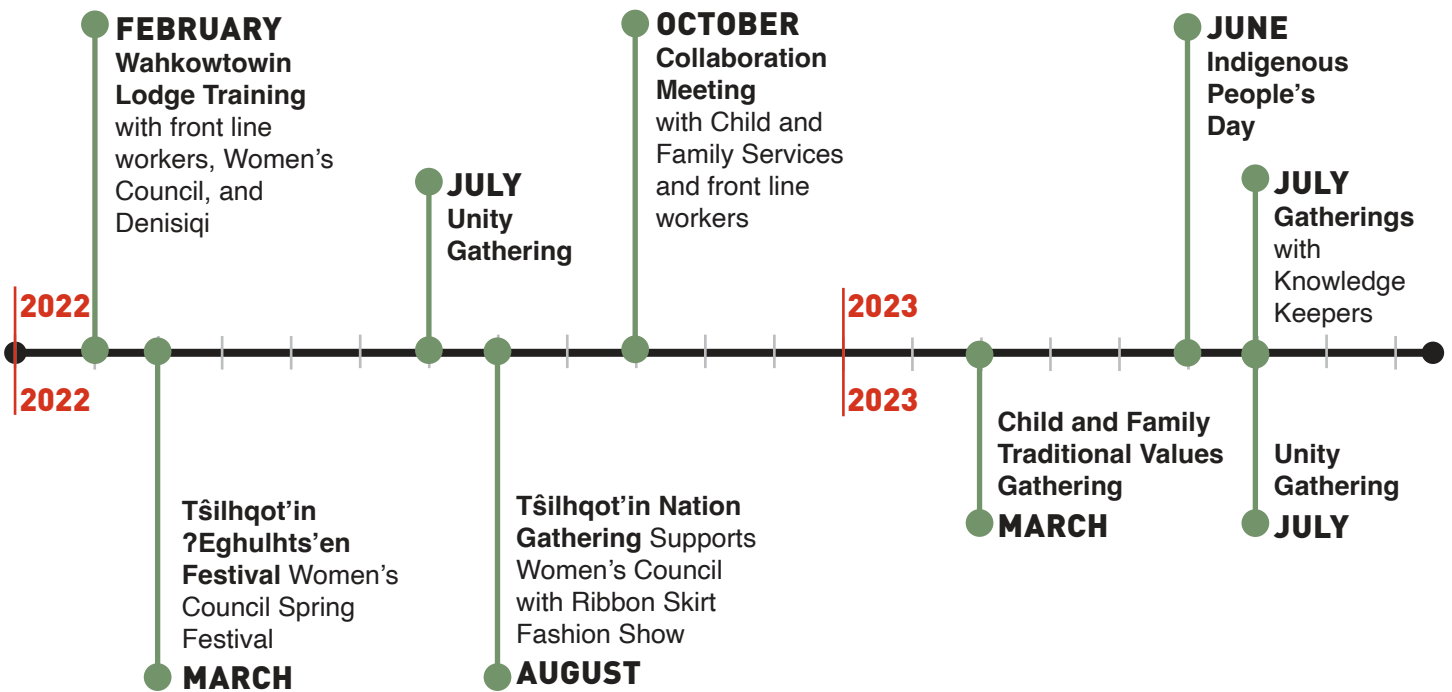 FEBRUARY
Wahkowtowin
Lodge Training
with front line
workers, Women's
Council, and
Denisiqi
JULY
Unity
Gathering
OCTOBER
Collaboration
Meeting
with Child and
Family Services
and front line
workers
JUNE
Indigenous
People's
Day
JULY
Gatherings
with
Knowledge
Keepers
2022
2023
2022
2023
Tŝilhqot'in
?Eghulhts'en
Festival Women's
Council Spring
Festival
MARCH
Tŝilhqot'in Nation
Gathering Supports
Women's Council
with Ribbon Skirt
Fashion Show
AUGUST
Child and Family
Traditional Values
Gathering
MARCH
Unity
Gathering
JULY